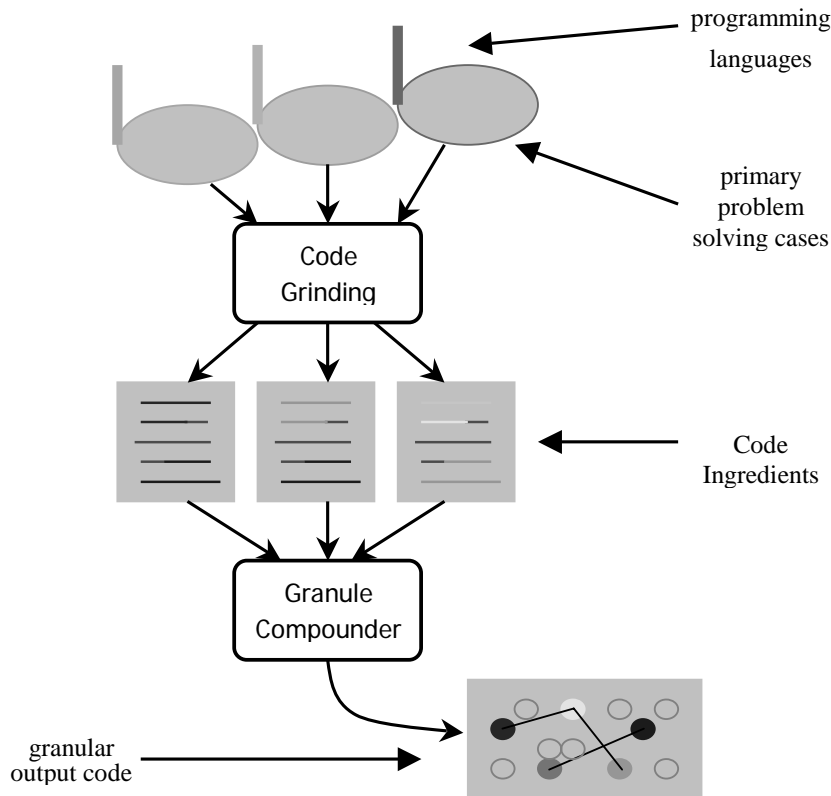 programming
languages
primary
problem
solving cases
Code
Grinding
Code
Ingredients
Granule
Compounder
granular
output code